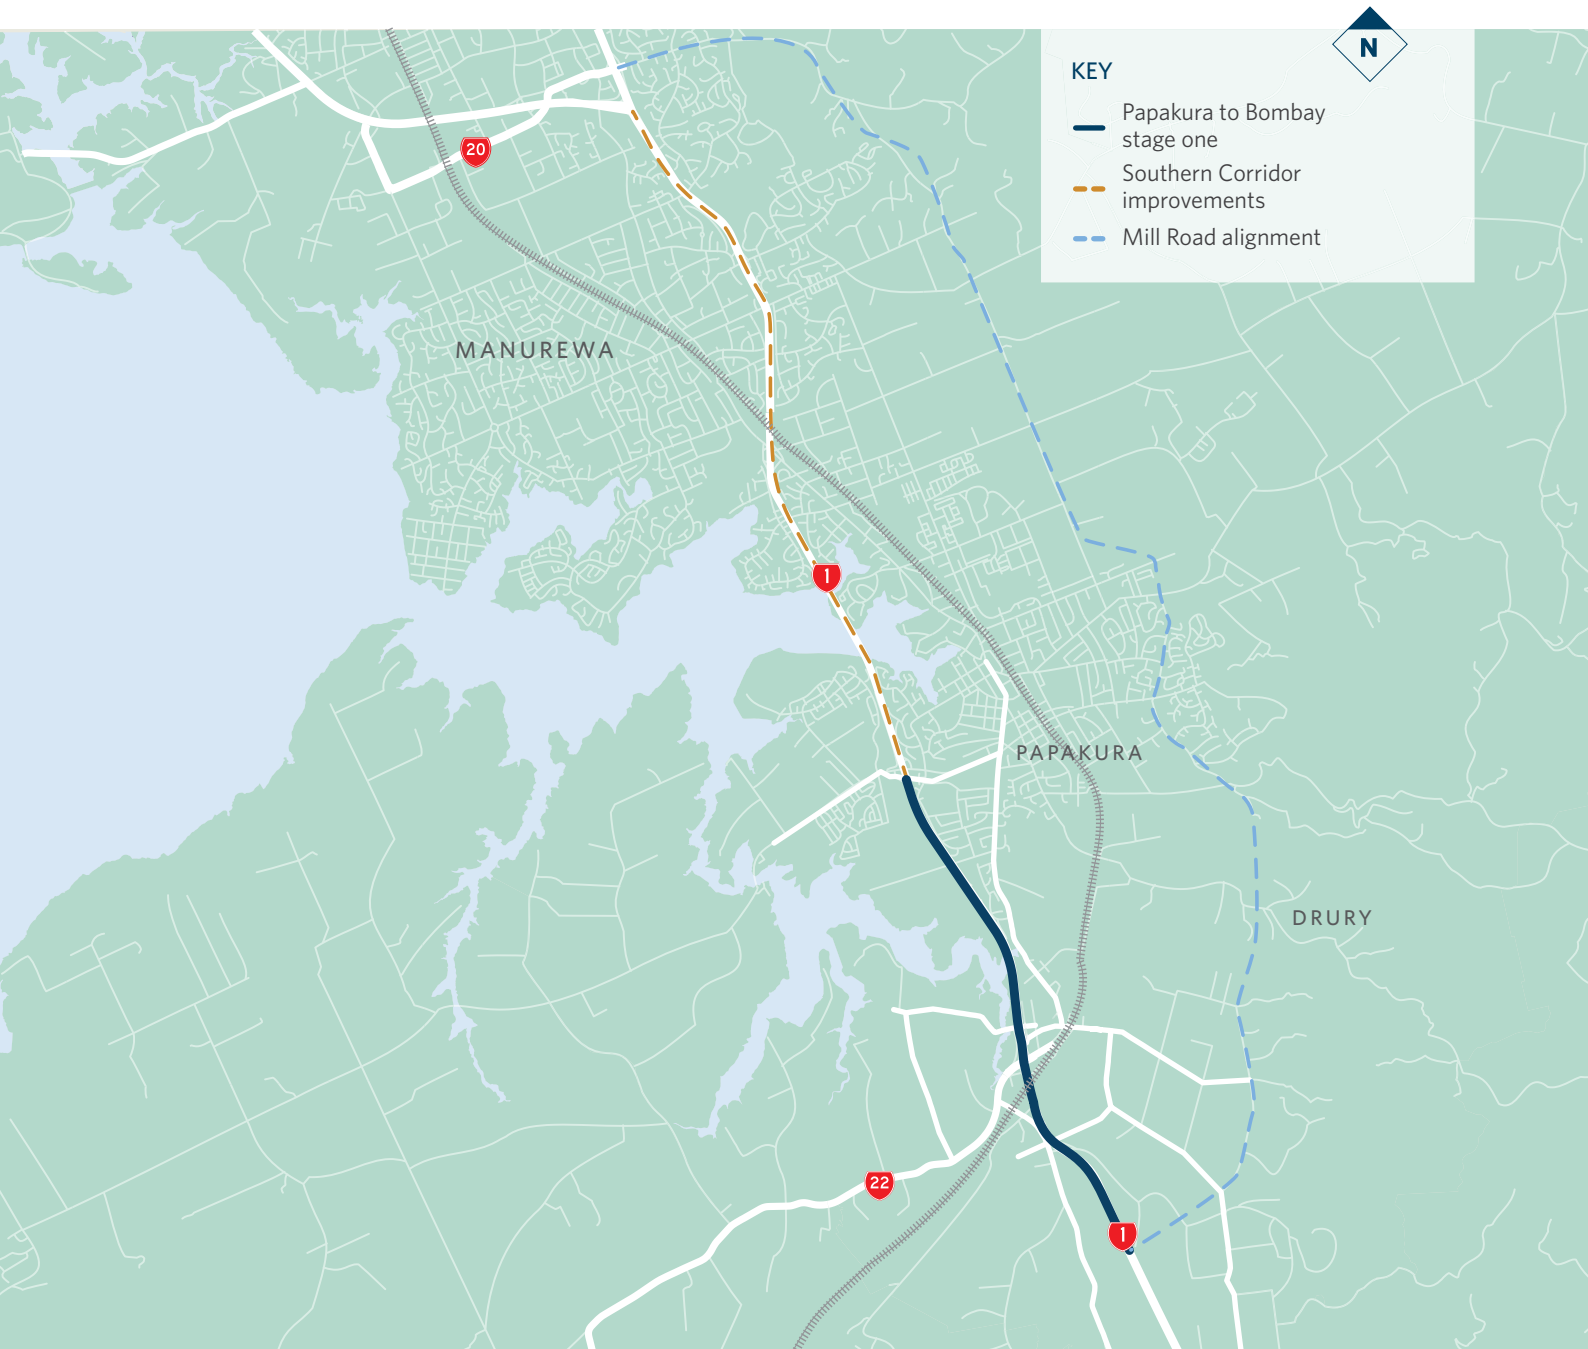 N
KEY
Papakura to Bombay
stage one
Southern Corridor
improvements
Mill Road alignment
20
MANUREWA
1
PAPAKURA
DRURY
22
1